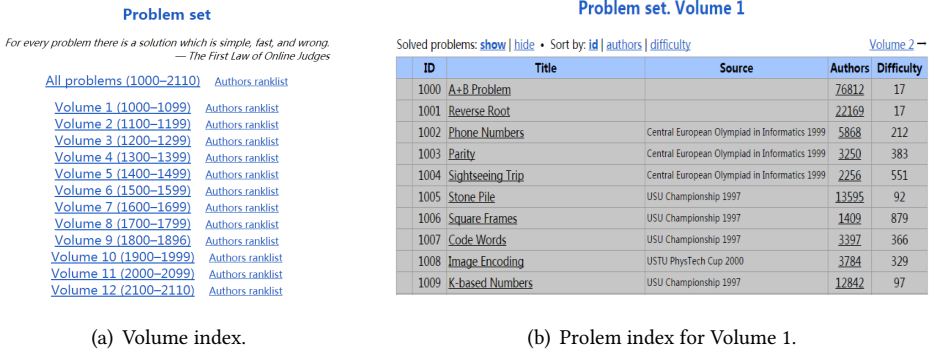 Problem set
For every problem there is a solution which is simple, fast, and wrong.
— The First Law of Online Judges
All problems (1000–2110) Authors ranklist
Volume 1 (1000–1099) Authors ranklist
Volume 2 (1100–1199) Authors ranklist
Volume 3 (1200–1299) Authors ranklist
Volume 4 (1300–1399) Authors ranklist
Volume 5 (1400–1499) Authors ranklist
Volume 6 (1500–1599) Authors ranklist
Volume 7 (1600–1699) Authors ranklist
Volume 8 (1700–1799) Authors ranklist
Volume 9 (1800–1896) Authors ranklist
Volume 10 (1900–1999) Authors ranklist
Volume 11 (2000–2099) Authors ranklist
Volume 12 (2100–2110) Authors ranklist
(a) Volume index.
Problem set. Volume 1
Solved problems: show | hide • Sort by: id | authors | difficulty Volume 2 →
ID Title Source Authors Difficulty
1000 A+B Problem 76812 17
1001 Reverse Root 22169 17
1002 Phone Numbers Central European Olympiad in Informatics 1999 5868 212
1003 Parity Central European Olympiad in Informatics 1999 3250 383
1004 Sightseeing Trip Central European Olympiad in Informatics 1999 2256 551
1005 Stone Pile USU Championship 1997 13595 92
1006 Square Frames USU Championship 1997 1409 879
1007 Code Words USU Championship 1997 3397 366
1008 Image Encoding USTU PhysTech Cup 2000 3784 329
1009 K-based Numbers USU Championship 1997 12842 97
(b) Prolem index for Volume 1.